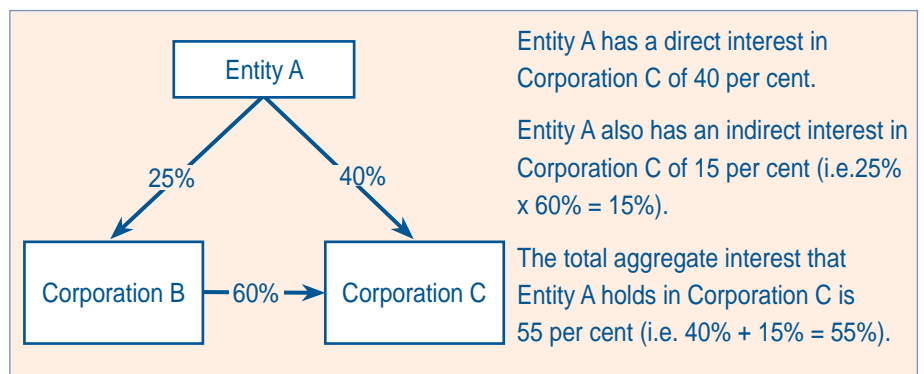 Entity A
25%
40%
Corporation B
60%
Corporation C
Entity A has a direct interest in
Corporation C of 40 per cent.
Entity A also has an indirect interest in
Corporation C of 15 per cent (i.e.25%
x 60% = 15%).
The total aggregate interest that
Entity A holds in Corporation C is
55 per cent (i.e. 40% + 15% = 55%).